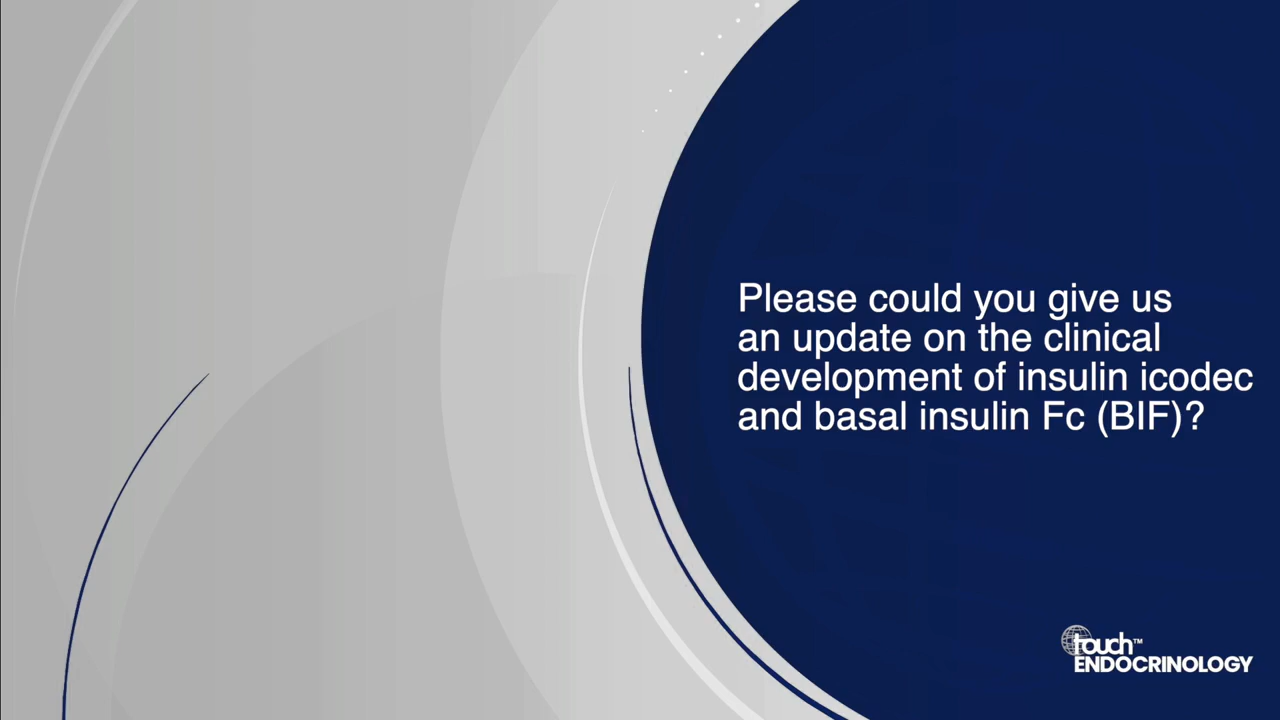 Please could you give us
an update on the clinical
development of insulin icodec
and basal insulin Fc (BIF)?
touch™
ENDOCRINOLOGY